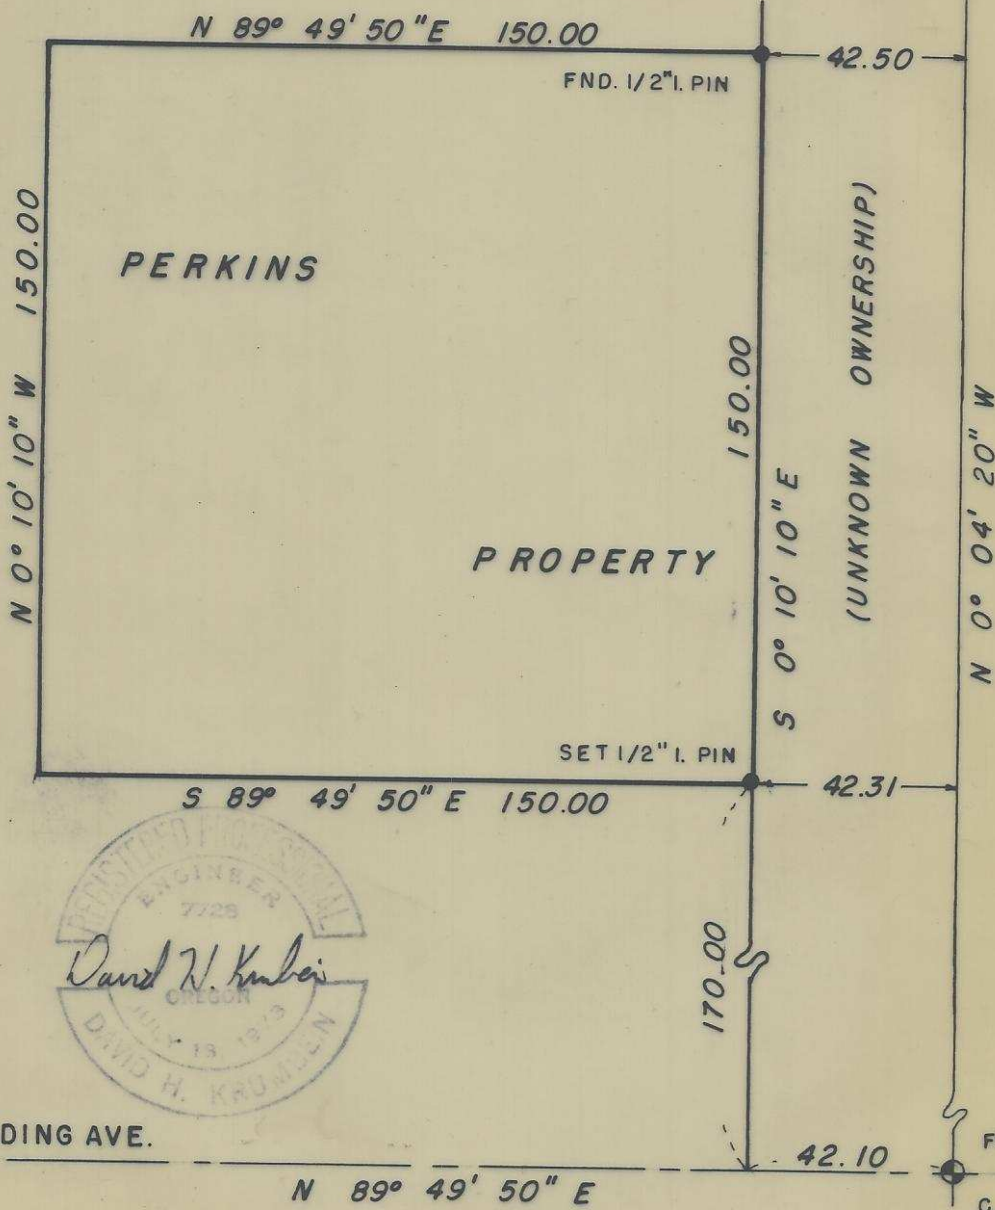 N 89° 49' 50" E 150.00
42.50
FND. 1/2" I. PIN
N 0° 10' 10" W 150.00
PERKINS
PROPERTY
150.00
S 0° 10' 10" E
(UNKNOWN OWNERSHIP)
N 0° 04' 20" W
SET 1/2" I. PIN
42.31
S 89° 49' 50" E 150.00
REGISTERED PROFESSIONAL
ENGINEER
7728
OREGON
DAVID H. KRUMBEIN
170.00
DING AVE.
42.10
N 89° 49' 50" E
F
C